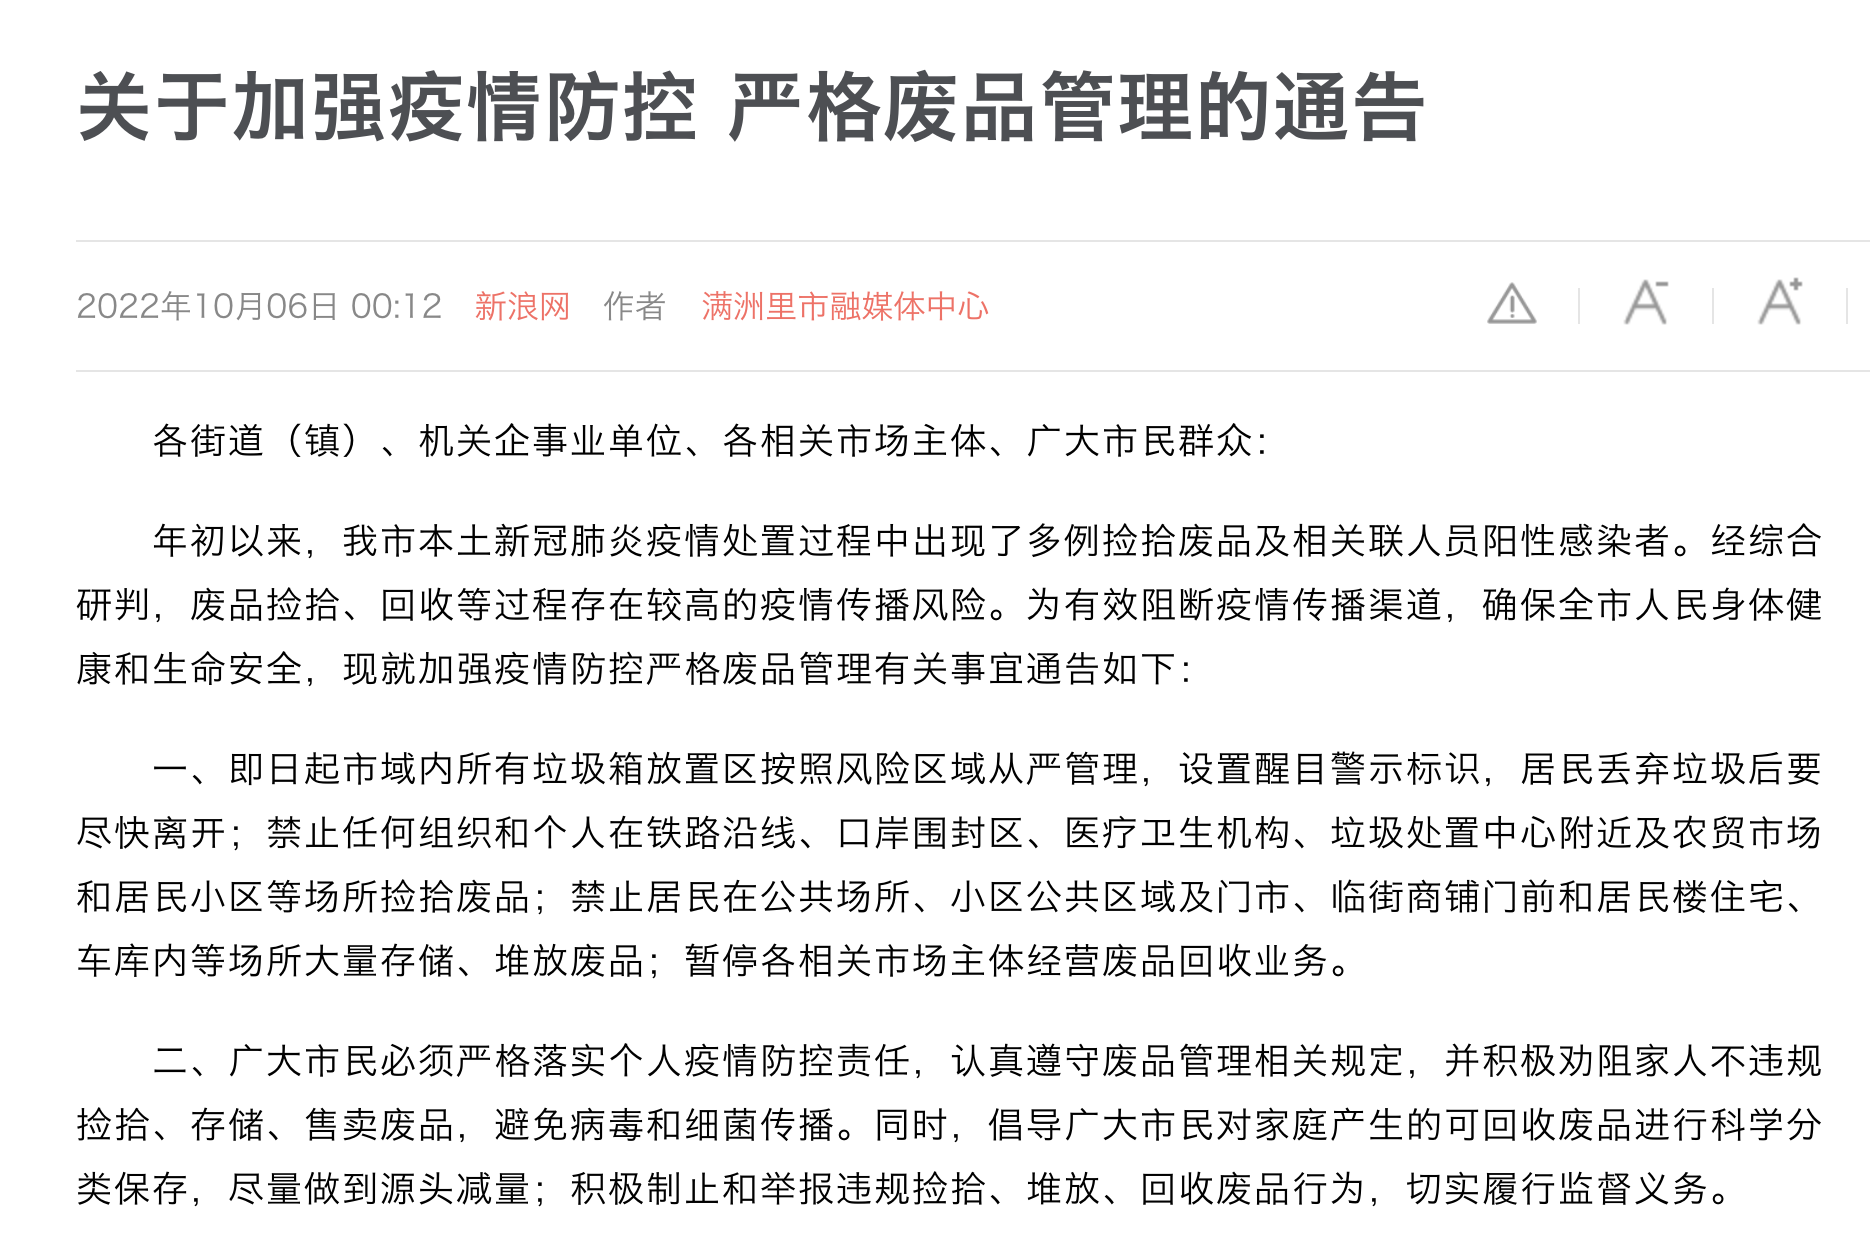 关于加强疫情防控 严格废品管理的通告
2022年10月06日 00:12 新浪网 作者 满洲里市融媒体中心
各街道（镇）、机关企事业单位、各相关市场主体、广大市民群众：
年初以来，我市本土新冠肺炎疫情处置过程中出现了多例捡拾废品及相关联人员阳性感染者。经综合
研判，废品捡拾、回收等过程存在较高的疫情传播风险。为有效阻断疫情传播渠道，确保全市人民身体健
康和生命安全，现就加强疫情防控严格废品管理有关事宜通告如下：
一、即日起市域内所有垃圾箱放置区按照风险区域从严管理，设置醒目警示标识，居民丢弃垃圾后要
尽快离开；禁止任何组织和个人在铁路沿线、口岸围封区、医疗卫生机构、垃圾处置中心附近及农贸市场
和居民小区等场所捡拾废品；禁止居民在公共场所、小区公共区域及门市、临街商铺门前和居民楼住宅、
车库内等场所大量存储、堆放废品；暂停各相关市场主体经营废品回收业务。
二、广大市民必须严格落实个人疫情防控责任，认真遵守废品管理相关规定，并积极劝阻家人不违规
捡拾、存储、售卖废品，避免病毒和细菌传播。同时，倡导广大市民对家庭产生的可回收废品进行科学分
类保存，尽量做到源头减量；积极制止和举报违规捡拾、堆放、回收废品行为，切实履行监督义务。